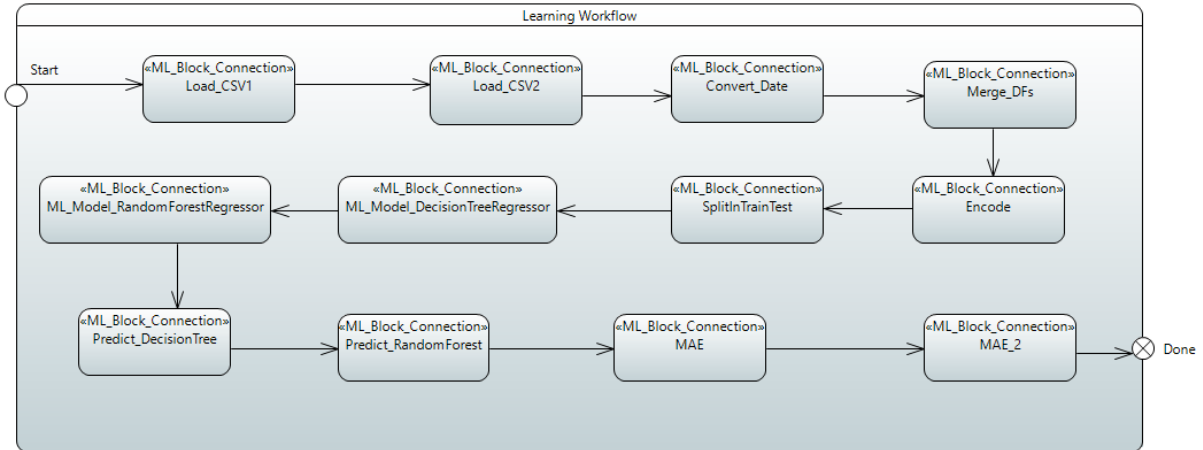 Learning Workflow
Start
«ML_Block_Connection»
Load_CSV1
«ML_Block_Connection»
Load_CSV2
«ML_Block_Connection»
Convert_Date
«ML_Block_Connection»
Merge_DFs
«ML_Block_Connection»
ML_Model_RandomForestRegressor
«ML_Block_Connection»
ML_Model_DecisionTreeRegressor
«ML_Block_Connection»
SplitInTrainTest
«ML_Block_Connection»
Encode
«ML_Block_Connection»
Predict_DecisionTree
«ML_Block_Connection»
Predict_RandomForest
«ML_Block_Connection»
MAE
«ML_Block_Connection»
MAE_2
Done